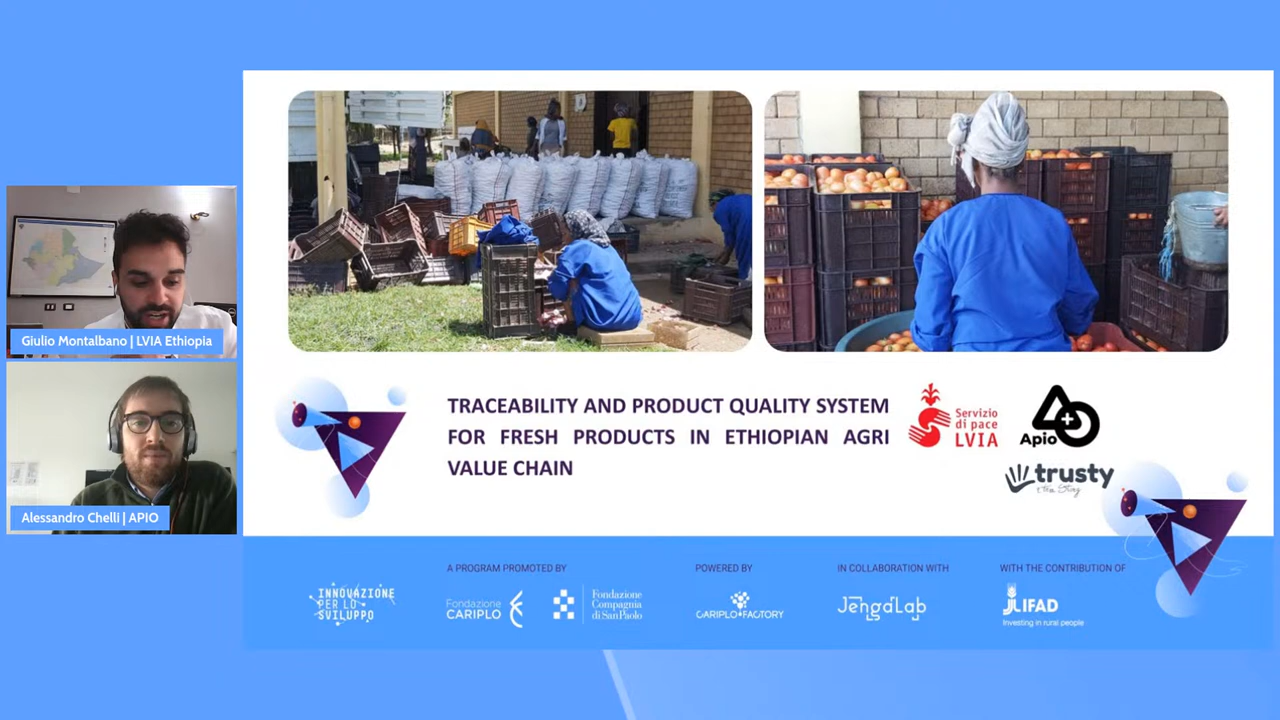 Giulio Montalbano | LVIA Ethiopia
Alessandro Chelli | APIO
TRACEABILITY AND PRODUCT QUALITY SYSTEM
FOR FRESH PRODUCTS IN ETHIOPIAN AGRI
VALUE CHAIN
Servizio
di pace
LVIA
Apio
trusty
A PROGRAM PROMOTED BY
POWERED BY
IN COLLABORATION WITH
WITH THE CONTRIBUTION OF
INNOVAZIONE
PER LO
SVILUPPO
Fondazione
CARIPLO
Fondazione
Compagnia
di SanPaolo
CARIPLO FACTORY
JengaLab
JLIFAD
Investing in rural people